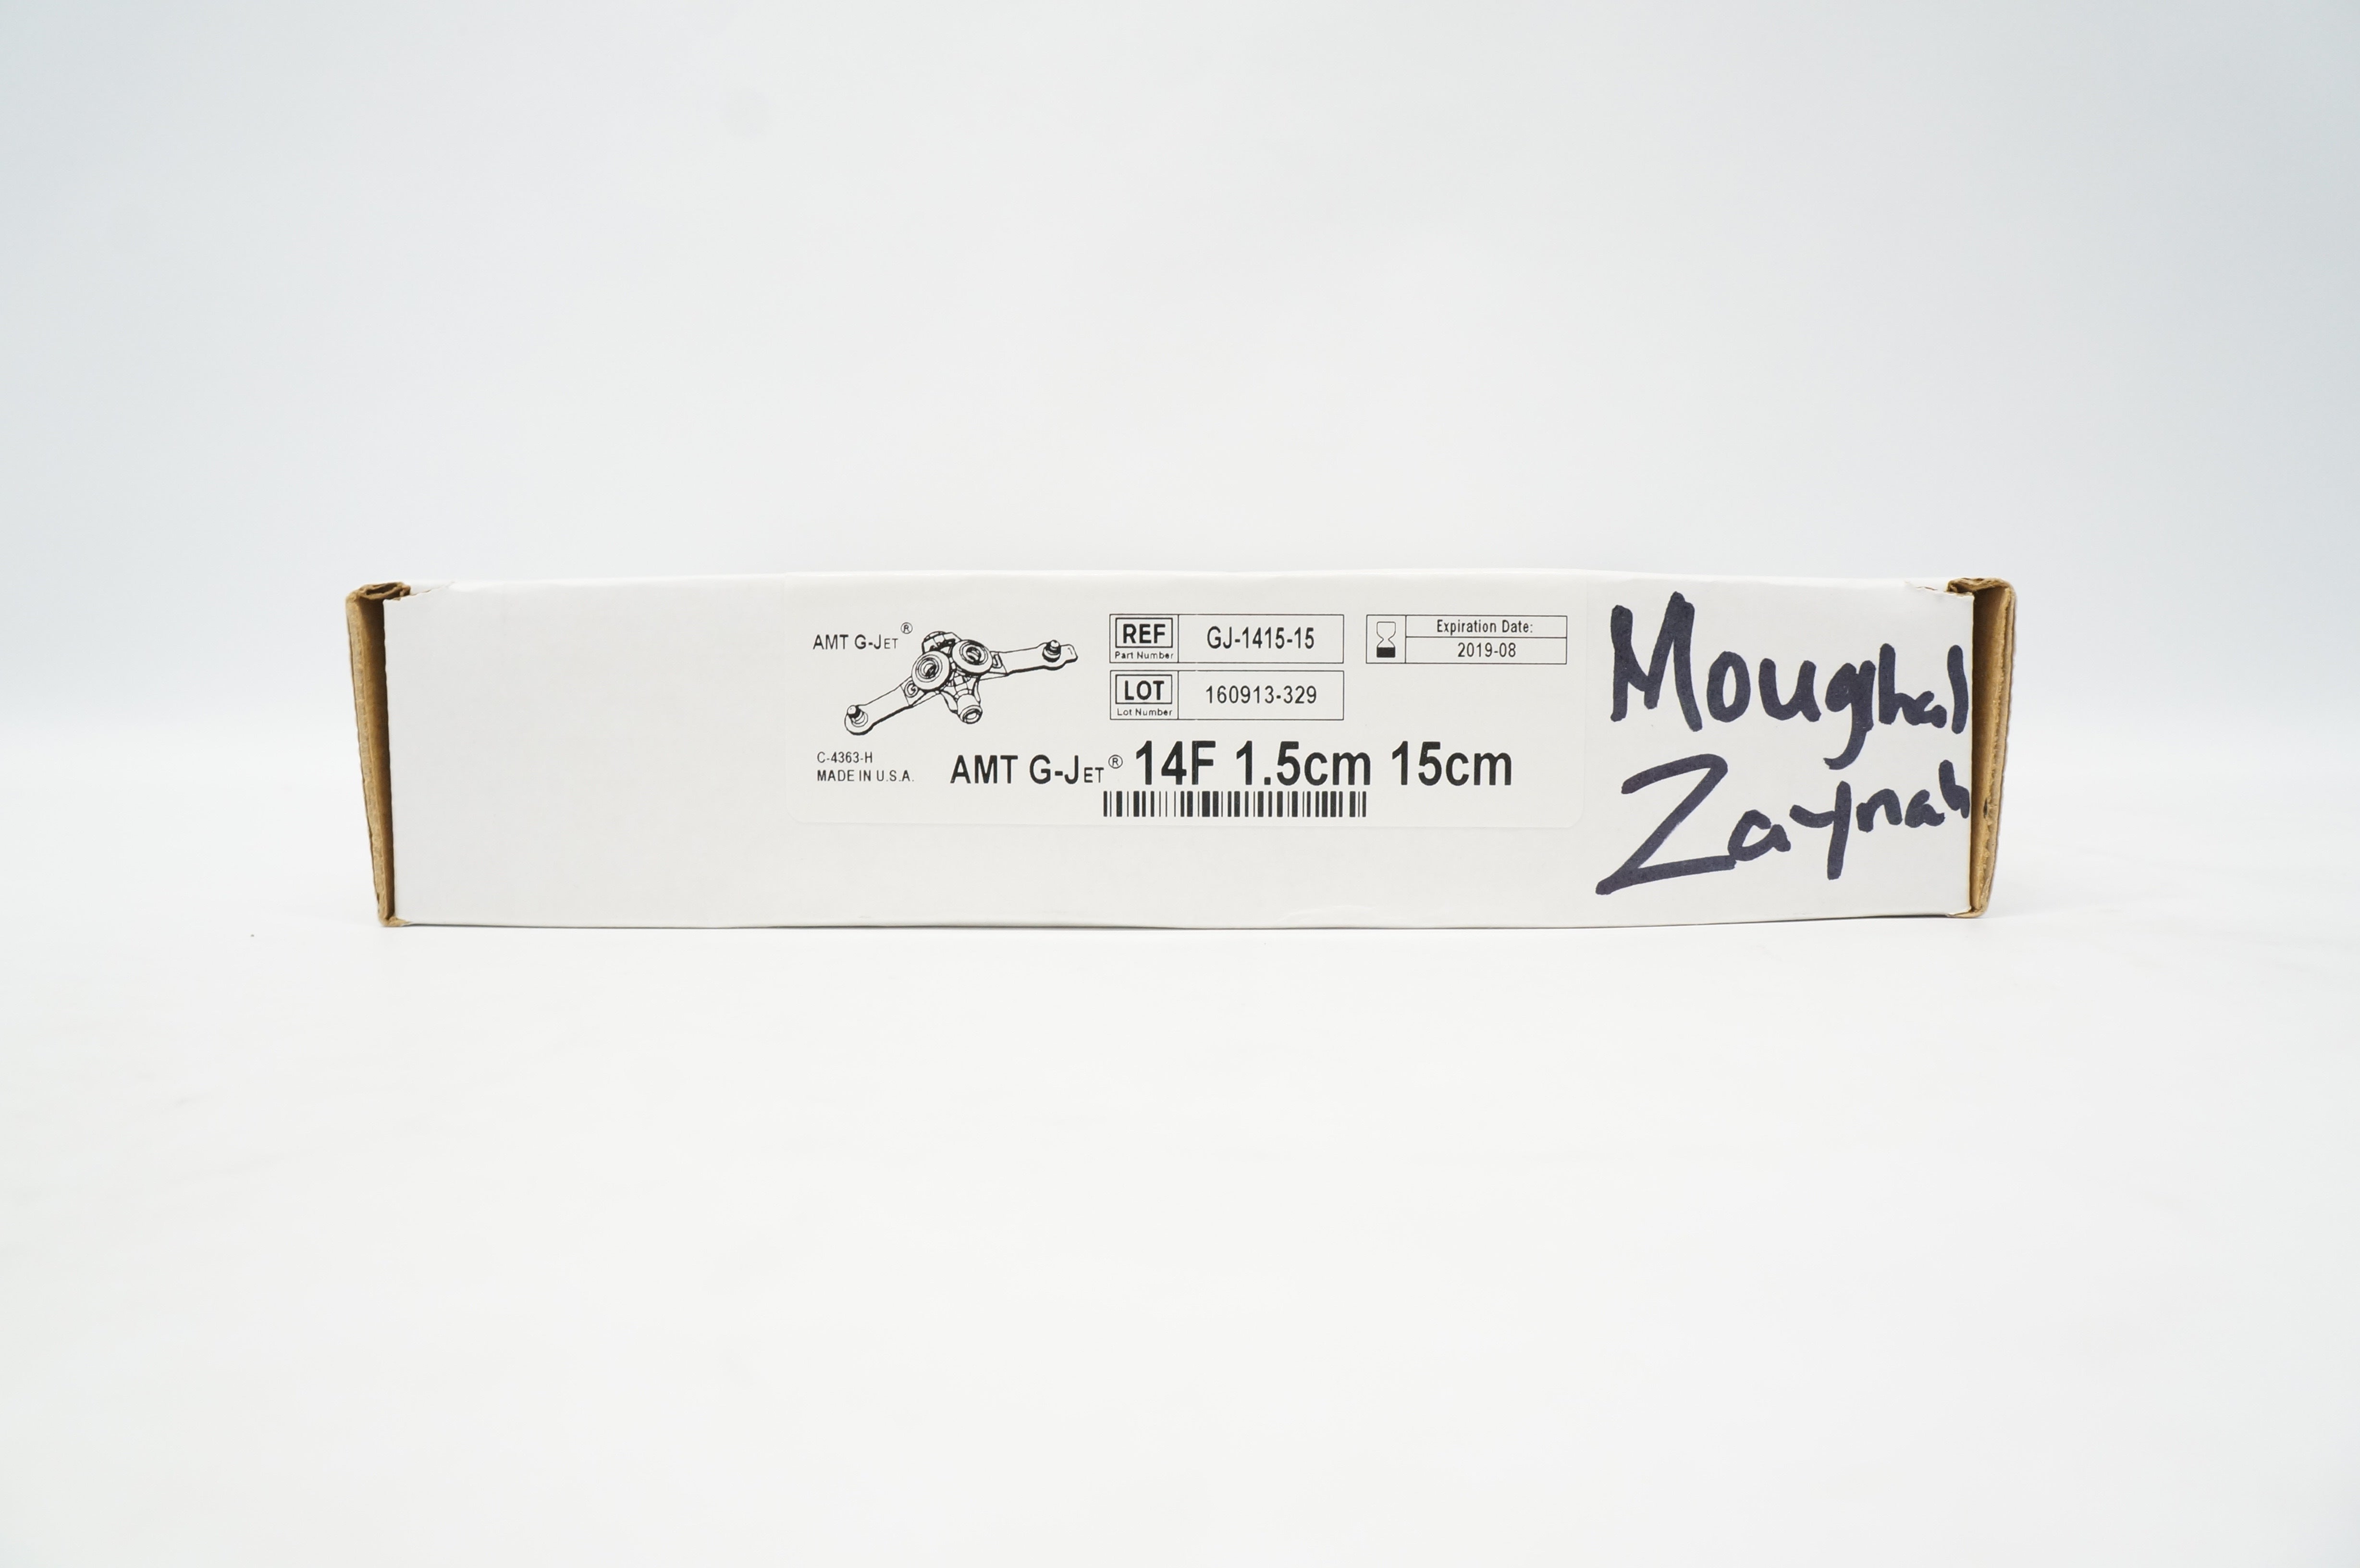 AMT G-JET®
REF
Part Number
GJ-1415-15
Expiration Date:
2019-08
LOT
Lot Number
160913-329
C-4363-H
MADE IN U.S.A.
AMT G-JET® 14F 1.5cm 15cm
Moughal
Zaynah